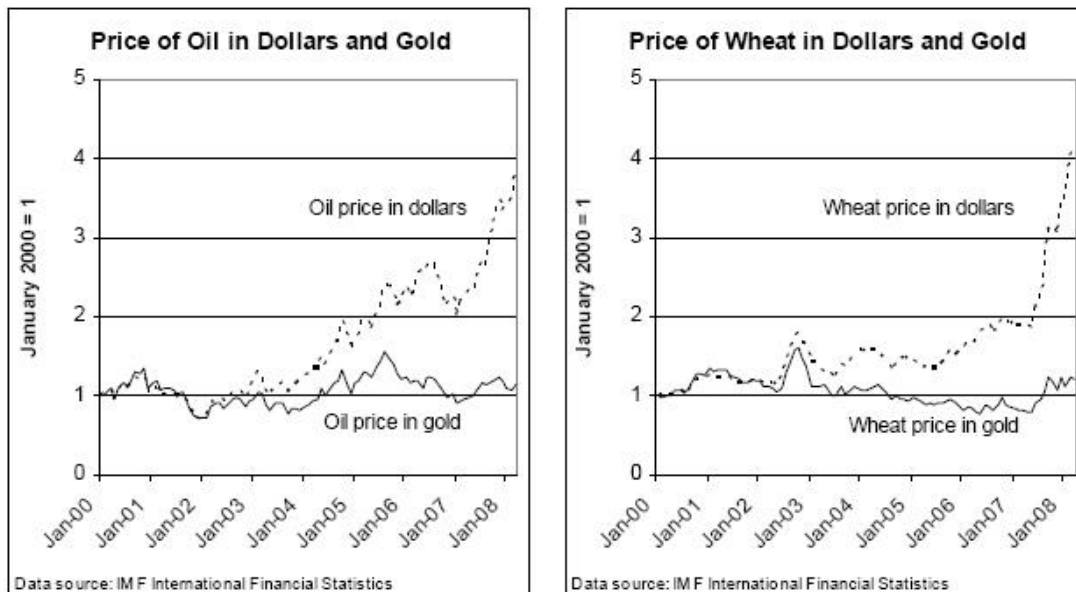 Price of Oil in Dollars and Gold
5
4
3
2
1
0
January 2000 = 1
Oil price in dollars
Oil price in gold
Jan-00
Jan-01
Jan-02
Jan-03
Jan-04
Jan-05
Jan-06
Jan-07
Jan-08
Data source: IMF International Financial Statistics
Price of Wheat in Dollars and Gold
5
4
3
2
1
0
January 2000 = 1
Wheat price in dollars
Wheat price in gold
Jan-00
Jan-01
Jan-02
Jan-03
Jan-04
Jan-05
Jan-06
Jan-07
Jan-08
Data source: IMF International Financial Statistics